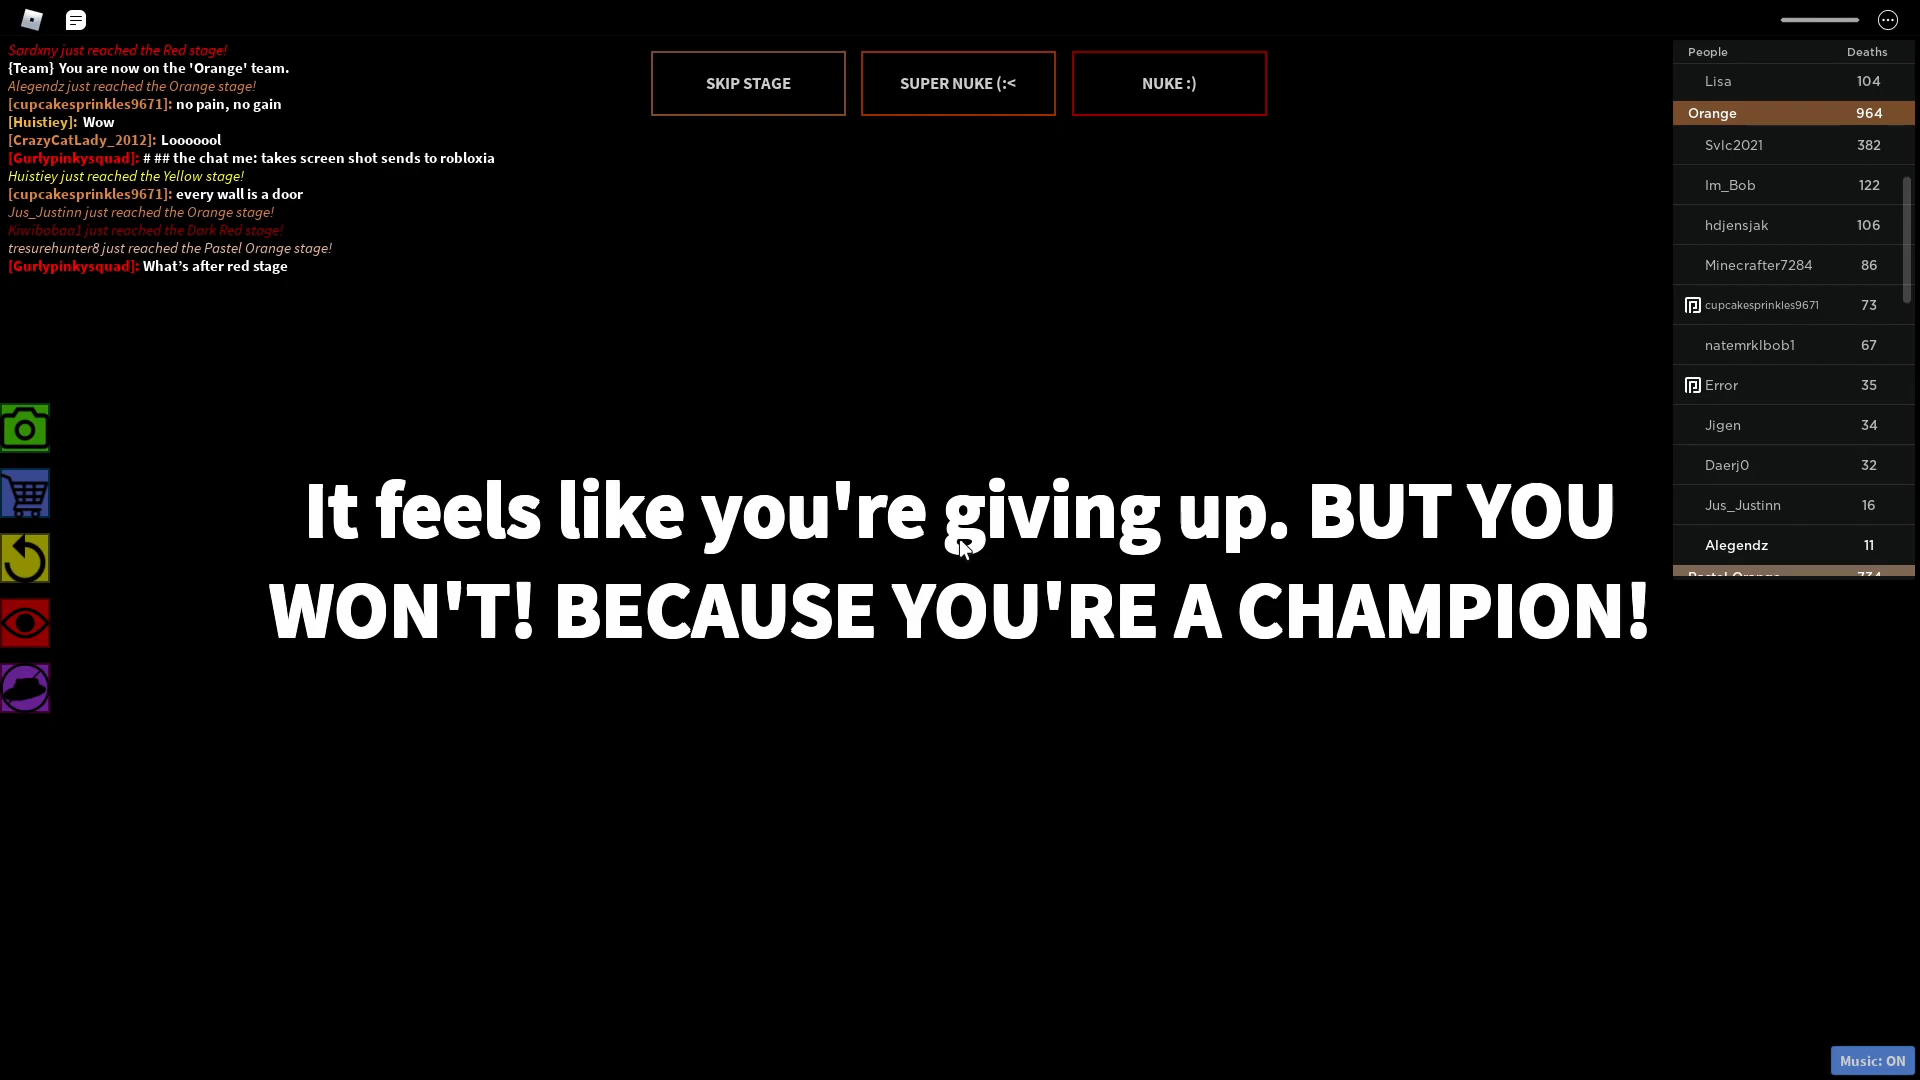 Sardxny just reached the Red stage!
{Team} You are now on the 'Orange' team.
Alegendz just reached the Orange stage!
[cupcakesprinkles9671]: no pain, no gain
[Huistiey]: Wow
[CrazyCatLady_2012]: Dooooool
[Gurlypinkysquad]: # ## the chat me: takes screen shot sends to robloxia
Huistiey just reached the Yellow stage!
[cupcakesprinkles9671]: every wall is a door
Jus_Justinn just reached the Orange stage!
Kiwibobaa1 just reached the Dark Red stage!
tresurehunter8 just reached the Pastel Orange stage!
[Gurlypinkysquad]: What's after red stage
SKIP STAGE
SUPER NUKE (:<
NUKE :)
People Deaths
Lisa 104
Orange 964
Svlc2021 382
Im_Bob 122
hdjensjak 106
Minecrafter7284 86
cupcakesprinkles9671 73
natemrklbob1 67
Error 35
Jigen 34
Daerj0 32
Jus_Justinn 16
Alegendz 11
Pastel Orange 734
It feels like you're giving up. BUT YOU
WON'T! BECAUSE YOU'RE A CHAMPION!
Music: ON